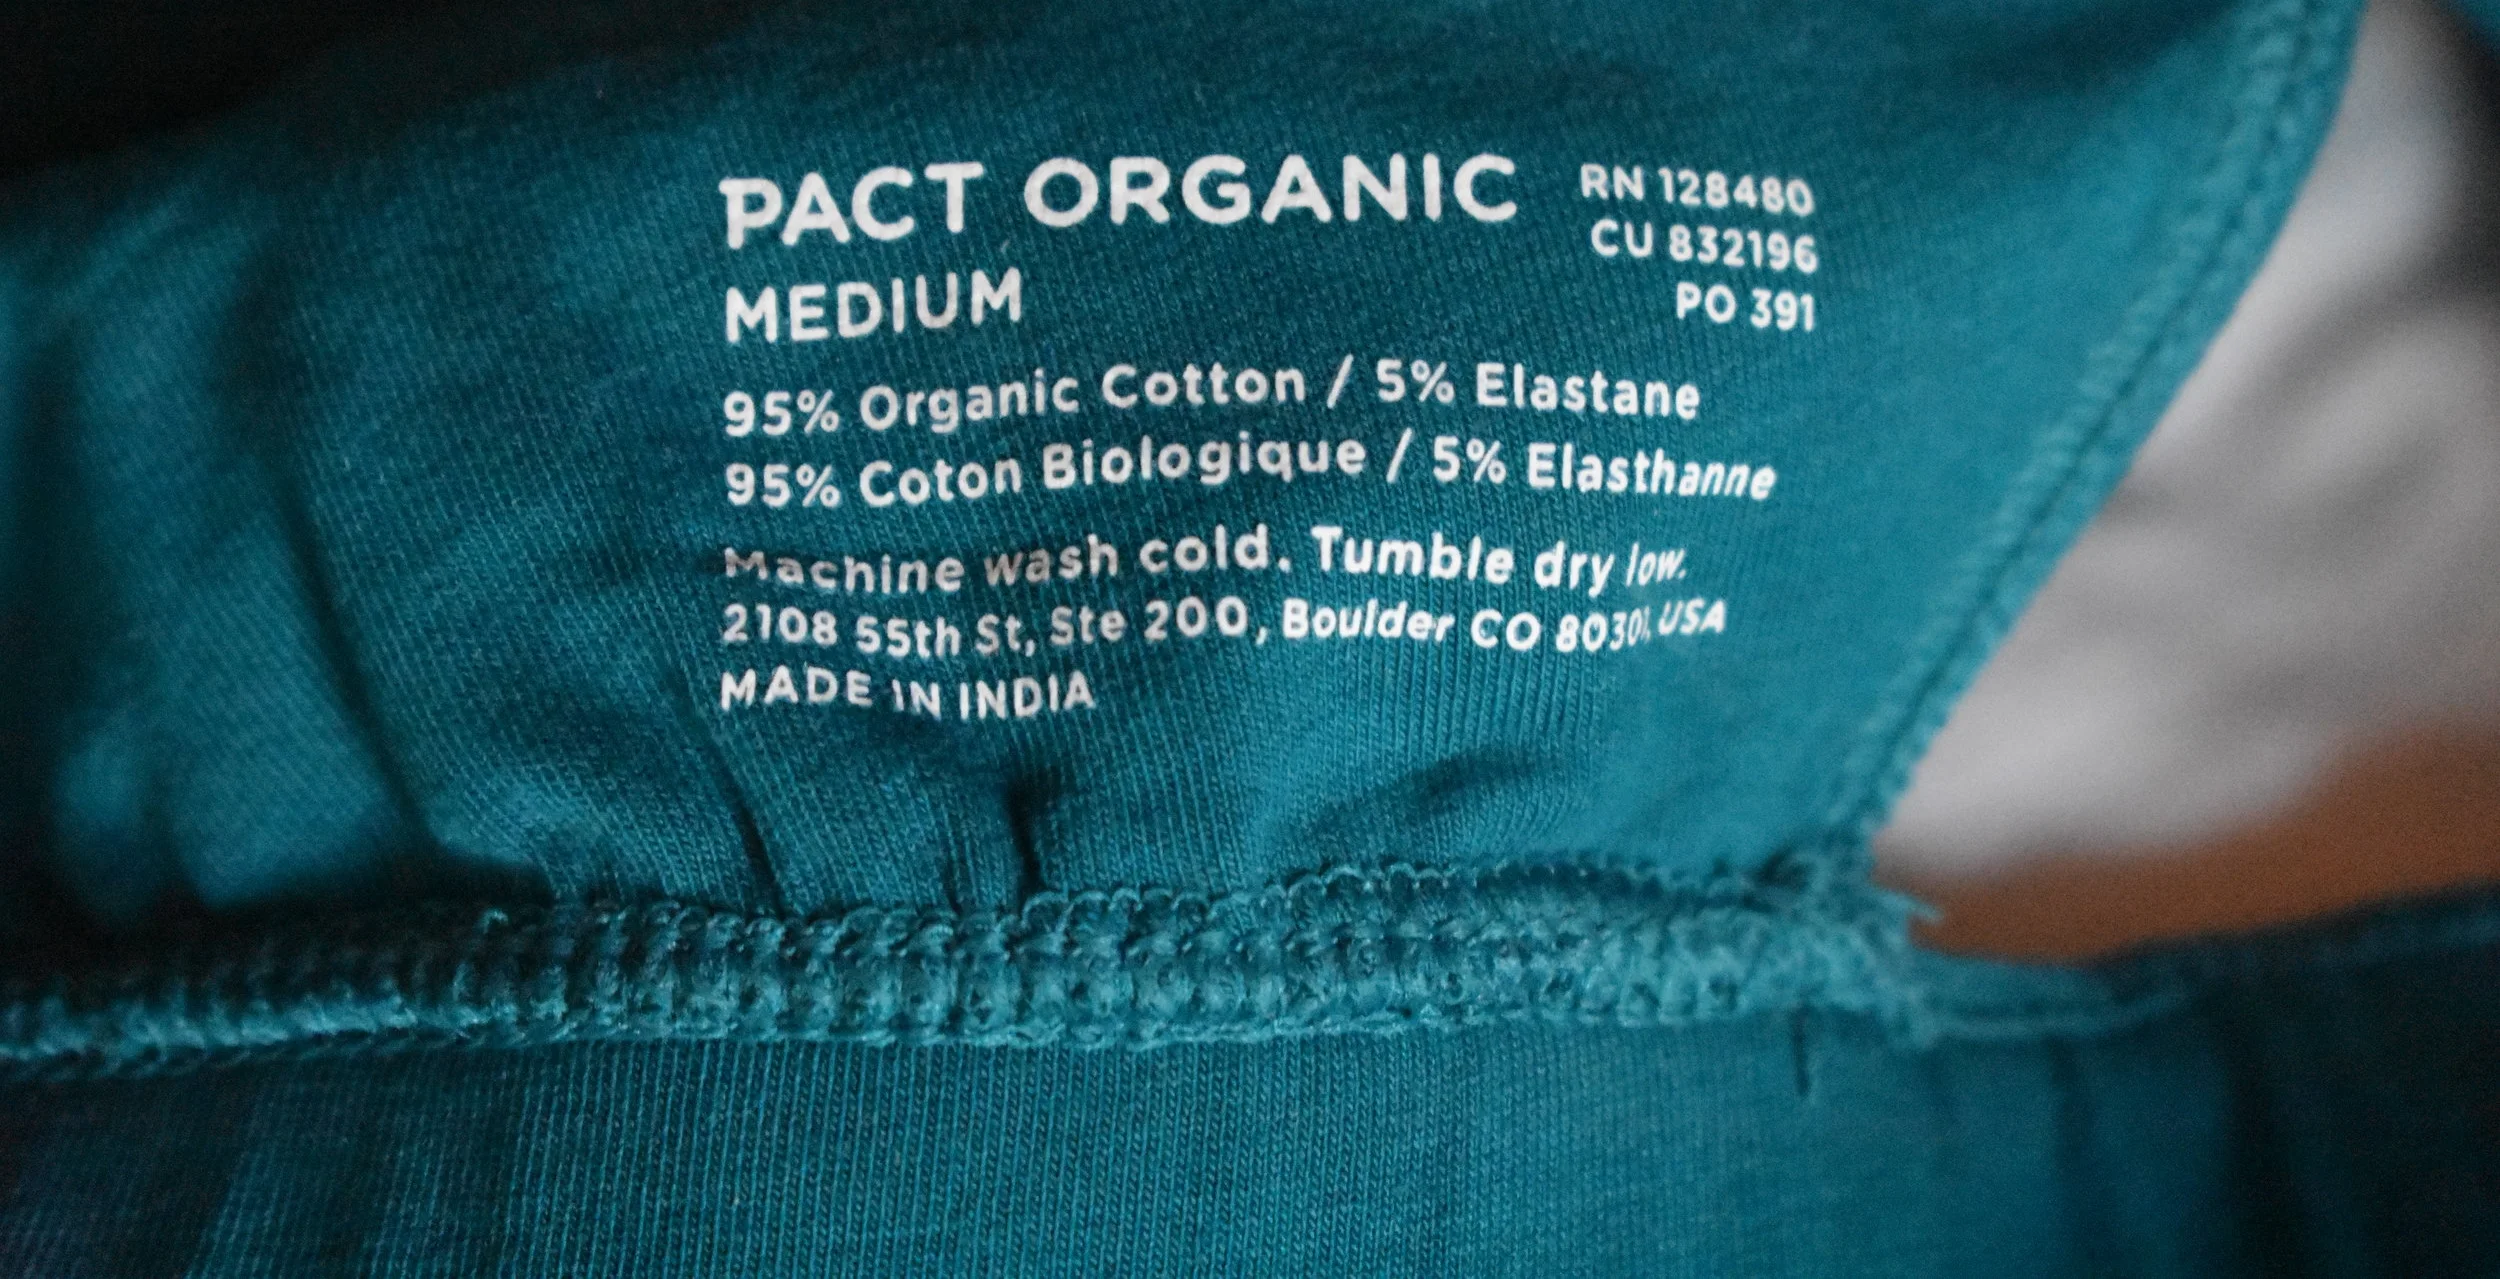 PACT ORGANIC
MEDIUM
RN 128480
CU 832196
PO 391
95% Organic Cotton / 5% Elastane
95% Coton Biologique / 5% Elasthanne
Machine wash cold. Tumble dry low.
2108 55th St, Ste 200, Boulder CO 80301, USA
MADE IN INDIA